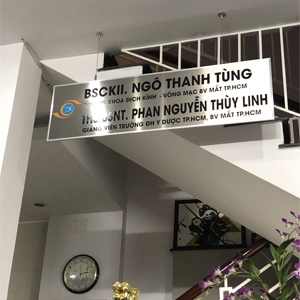 BSCKII. NGÔ THANH TÙNG
KHOA DỊCH KÍNH - VÕNG MẠC BV MẮT TP.HCM
BSNT. PHAN NGUYỄN THÙY LINH
GIẢNG VIÊN TRƯỜNG ĐH Y DƯỢC TP.HCM, BV MẮT TP.HCM